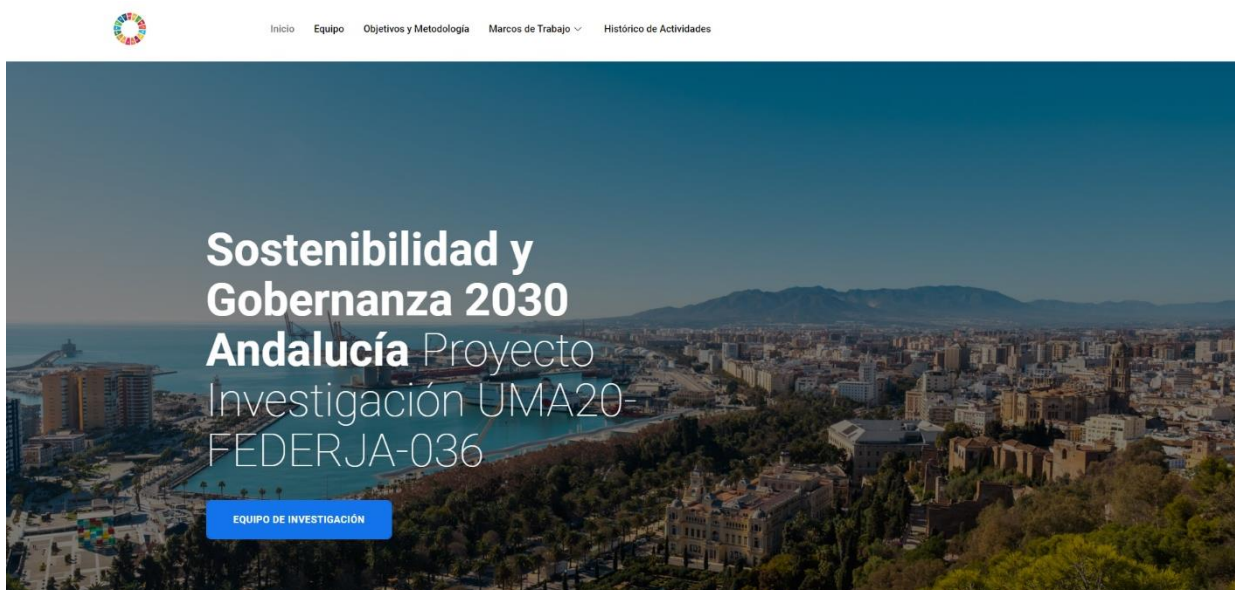 Inicio Equipo Objetivos y Metodología Marcos de Trabajo Histórico de Actividades
Sostenibilidad y
Gobernanza 2030
Andalucía Proyecto
Investigación UMA20-
FEDERJA-036
EQUIPO DE INVESTIGACIÓN